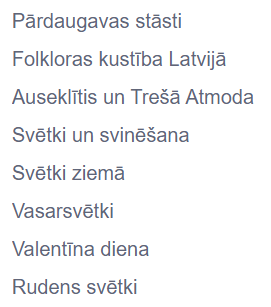 Pārdaugavas stāsti
Folkloras kustība Latvijā
Auseklītis un Trešā Atmoda
Svētki un svinēšana
Svētki ziemā
Vasarsvētki
Valentīna diena
Rudens svētki